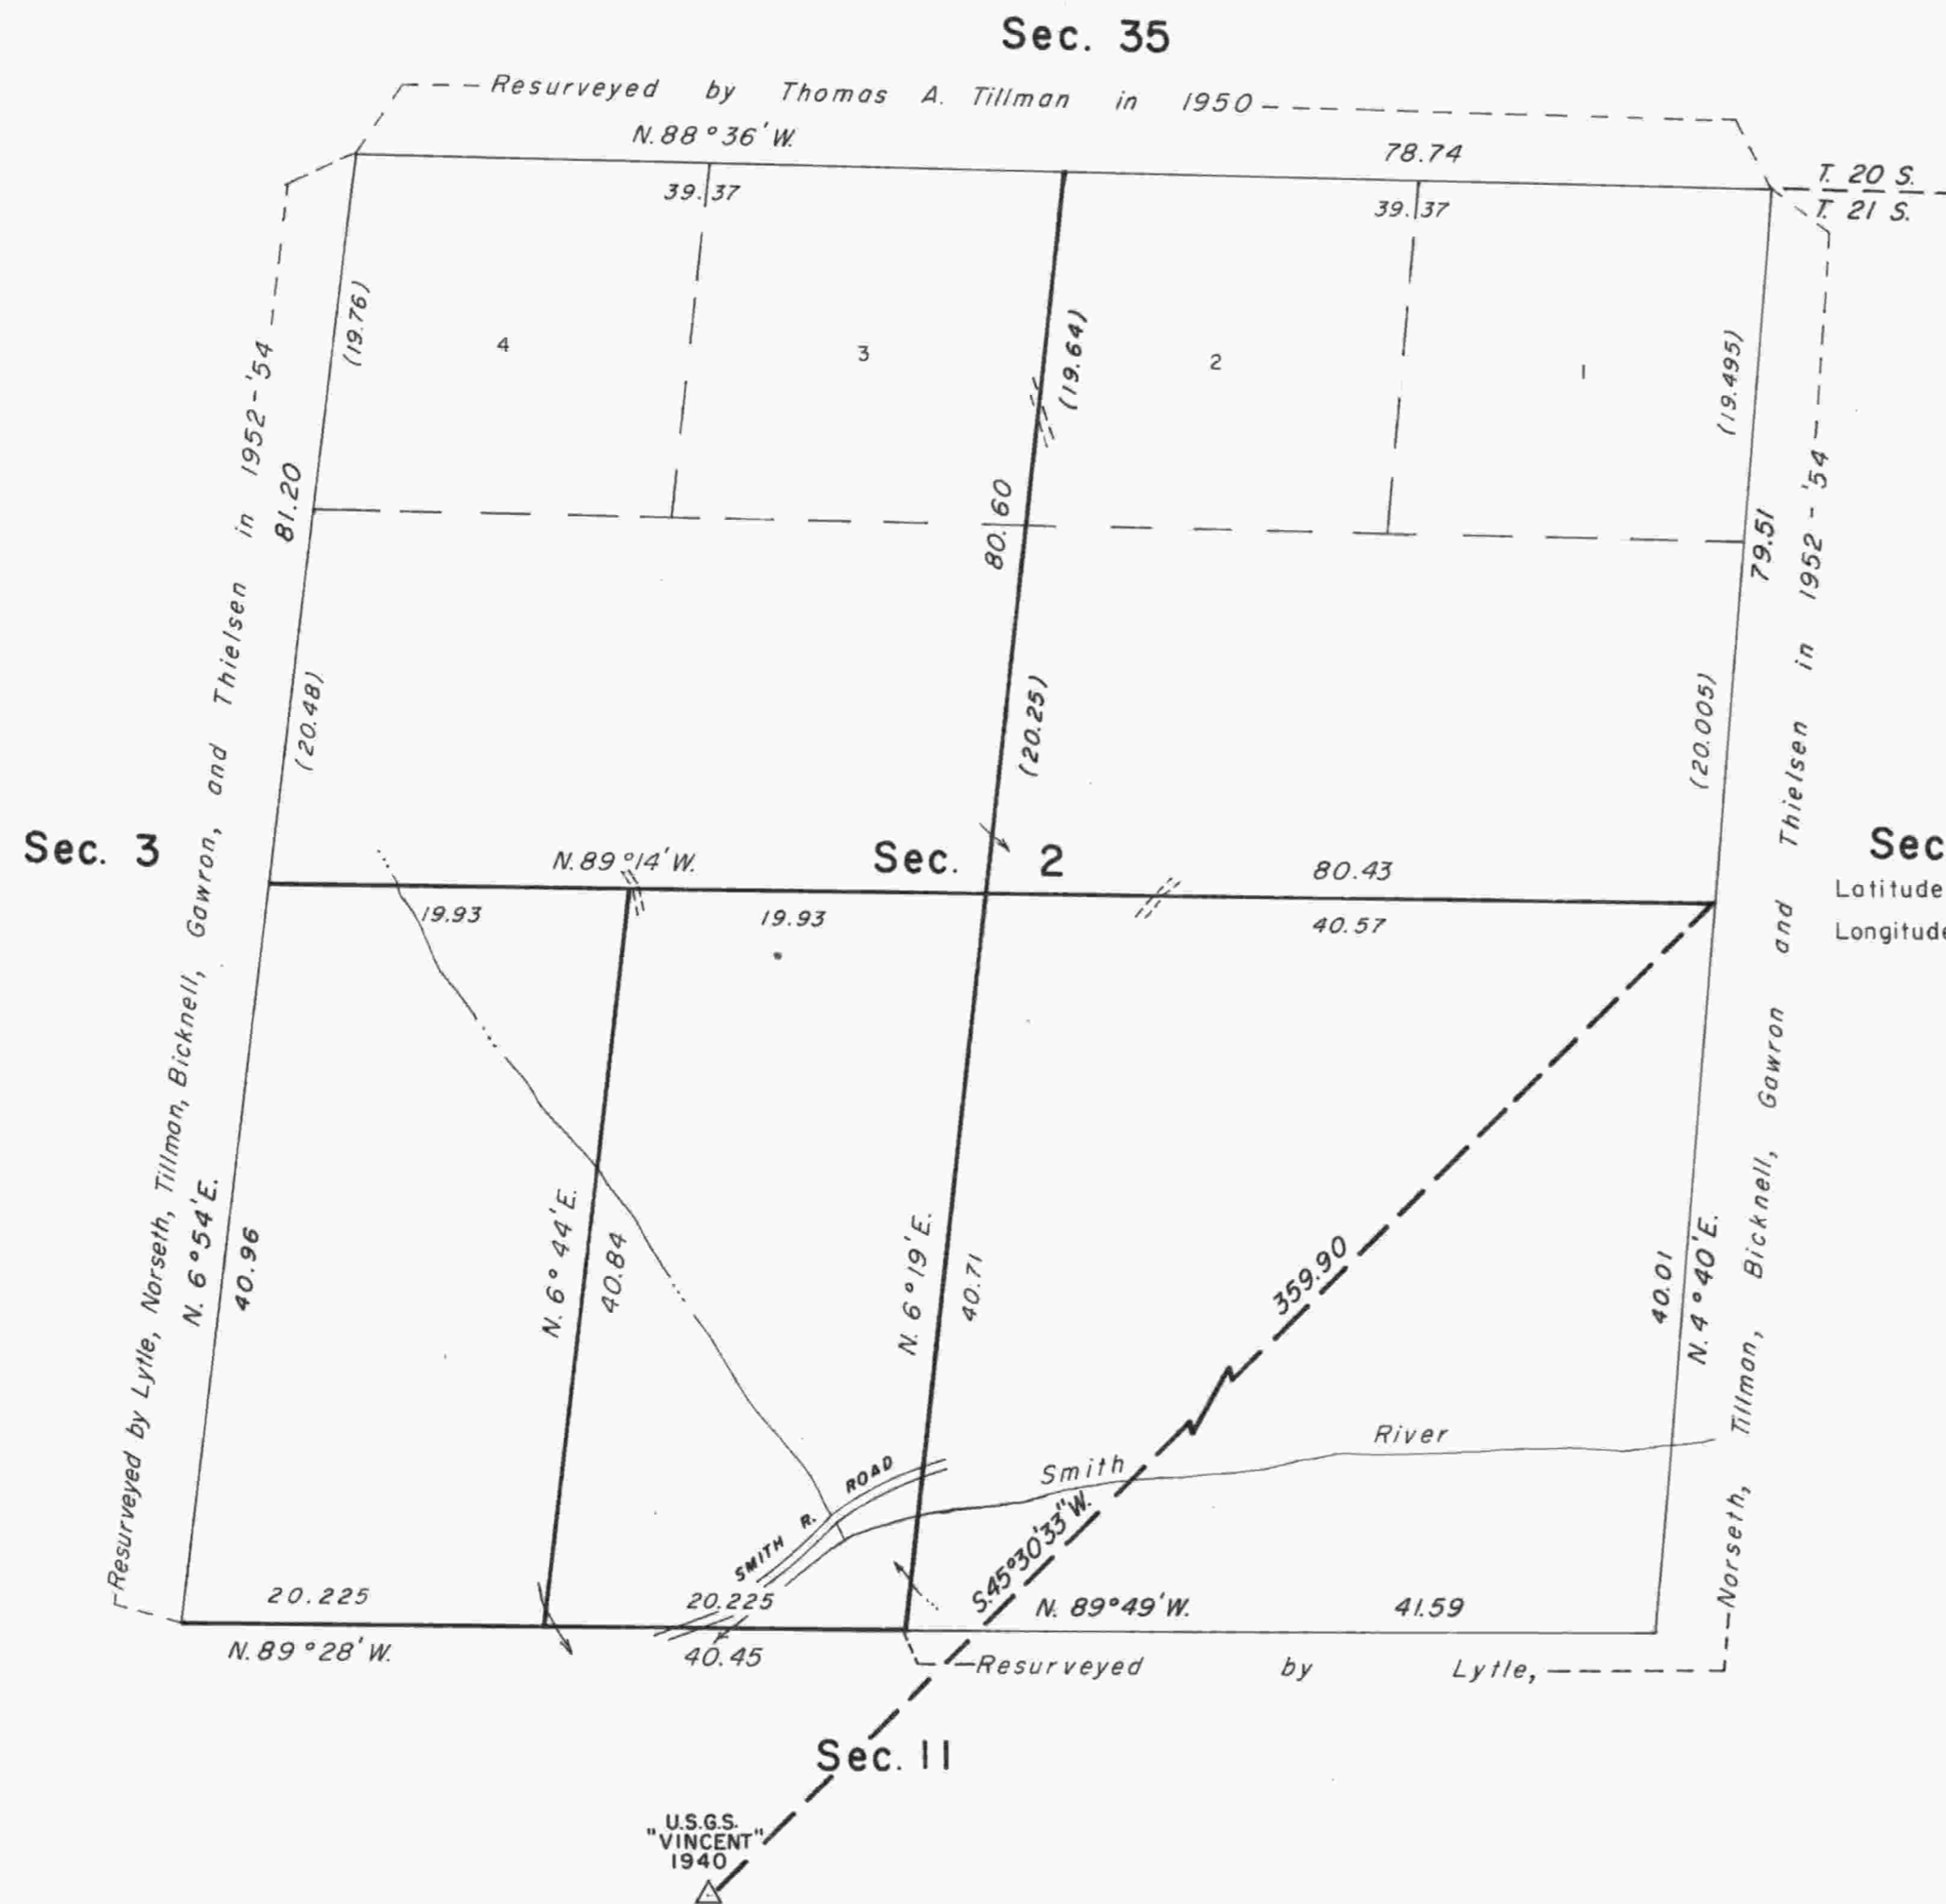 Sec. 35
Resurveyed by Thomas A. Tillman in 1950
N. 88°36'W.
78.74
T. 20 S.
T. 21 S.
39.37
39.37
(19.76)
(19.64)
(19.495)
4
3
2
1
Resurveyed by Lytle, Norseth, Tillman, Bicknell, Gawron, and Thielsen in 1952-'54
81.20
80.60
79.51
(20.48)
(20.25)
(20.005)
Sec. 3
N. 89°14'W.
Sec. 2
80.43
Sec
Latitude
Longitude
19.93
19.93
40.57
N. 6°54'E.
40.96
N. 6°44'E.
40.84
N. 6°19'E.
40.71
359.90
40.01
N. 4°40'E.
River
Smith
SMITH R. ROAD
S.45°30'33"W.
20.225
20.225
N. 89°49'W.
41.59
N. 89°28'W.
40.45
Resurveyed by Lytle,
Norseth, Tillman, Bicknell, Gawron and Thielsen in 1952-'54
Sec. 11
U.S.G.S.
"VINCENT"
1940